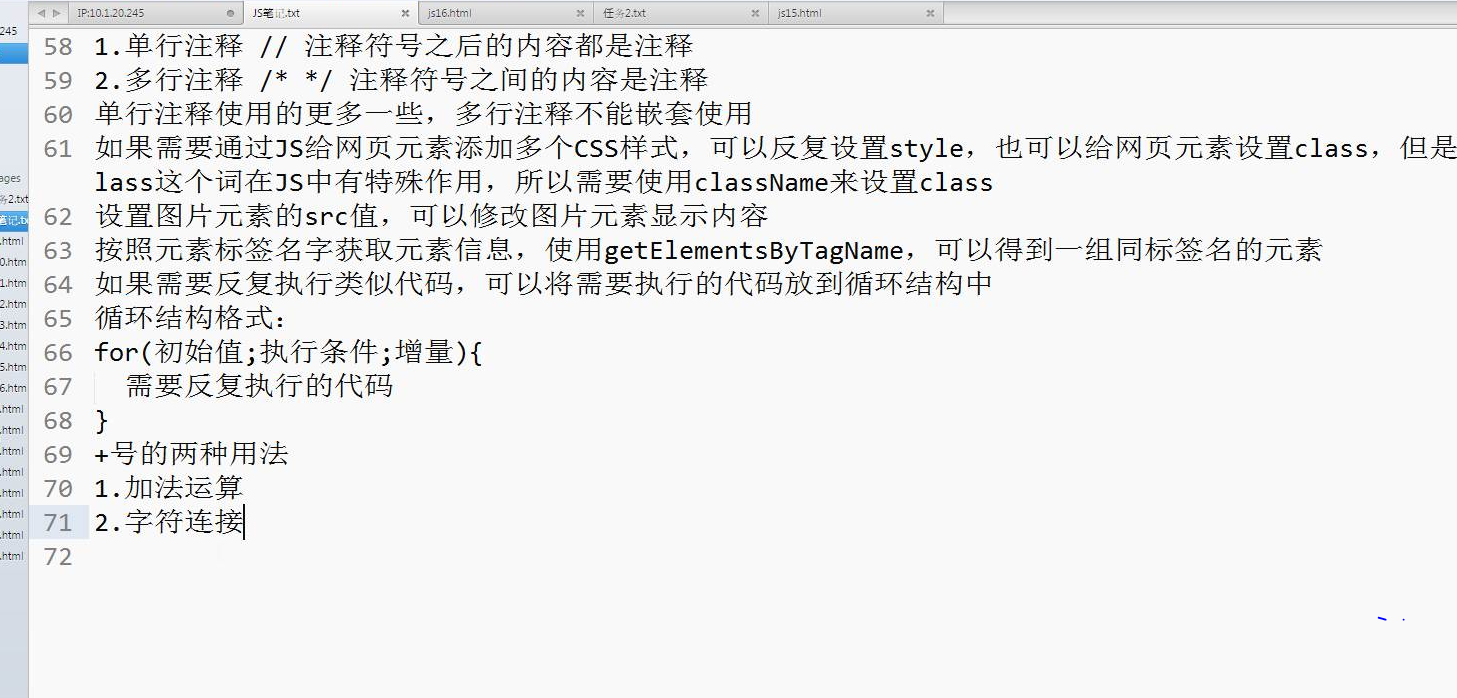 IP:10.1.20.245
JS笔记.txt
js16.html
任务2.txt
js15.html
58 1.单行注释 // 注释符号之后的内容都是注释
59 2.多行注释 /* */ 注释符号之间的内容是注释
60 单行注释使用的更多一些，多行注释不能嵌套使用
61 如果需要通过JS给网页元素添加多个CSS样式，可以反复设置style，也可以给网页元素设置class，但是
lass这个词在JS中有特殊作用，所以需要使用className来设置class
62 设置图片元素的src值，可以修改图片元素显示内容
63 按照元素标签名字获取元素信息，使用getElementsByTagName，可以得到一组同标签名的元素
64 如果需要反复执行类似代码，可以将需要执行的代码放到循环结构中
65 循环结构格式：
66 for(初始值;执行条件;增量){
67 需要反复执行的代码
68 }
69 +号的两种用法
70 1.加法运算
71 2.字符连接
72
245
ages
务2.txt
笔记.tx
.html
0.htm
1.htm
2.htm
3.htm
4.htm
5.htm
6.htm
.html
.html
.html
.html
.html
.html
.html
.html